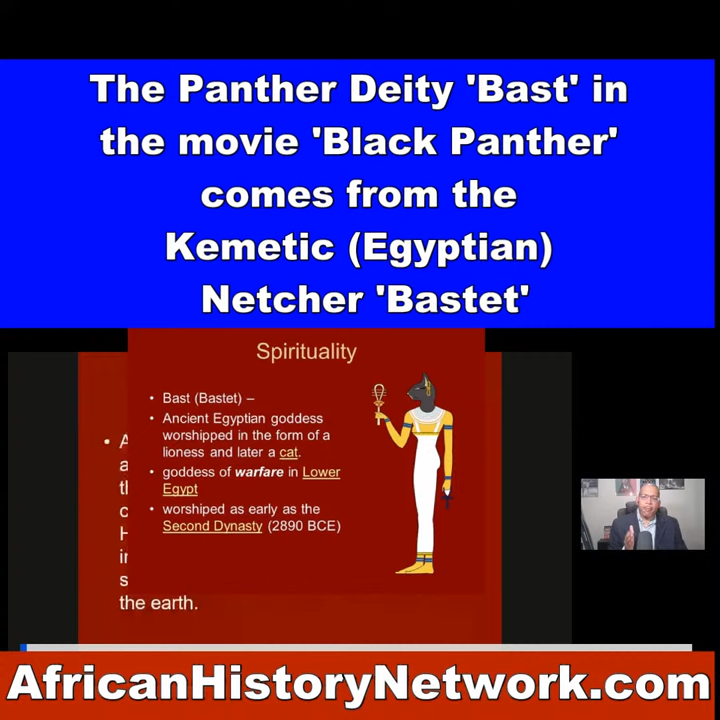 The Panther Deity 'Bast' in
the movie 'Black Panther'
comes from the
Kemetic (Egyptian)
Netcher 'Bastet'
Spirituality
• Bast (Bastet) –
• Ancient Egyptian goddess
worshipped in the form of a
lioness and later a cat.
• goddess of warfare in Lower
Egypt
• worshiped as early as the
Second Dynasty (2890 BCE)
the earth.
AfricanHistoryNetwork.com